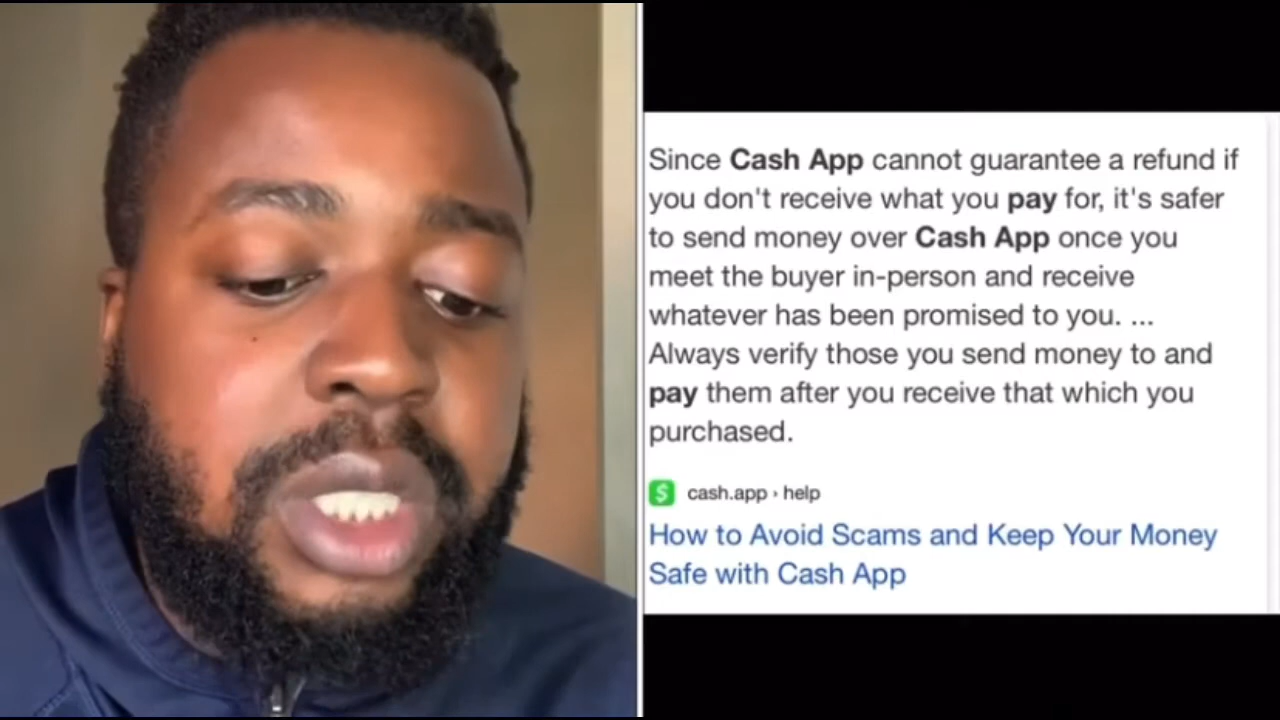 Since Cash App cannot guarantee a refund if
you don't receive what you pay for, it's safer
to send money over Cash App once you
meet the buyer in-person and receive
whatever has been promised to you. ...
Always verify those you send money to and
pay them after you receive that which you
purchased.
$ cash.app › help
How to Avoid Scams and Keep Your Money
Safe with Cash App